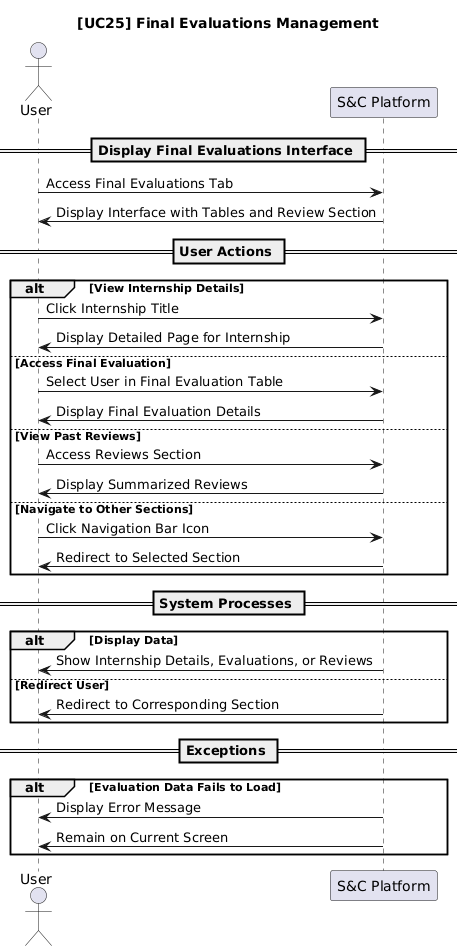 [UC25] Final Evaluations Management
User
S&C Platform
Display Final Evaluations Interface
Access Final Evaluations Tab
Display Interface with Tables and Review Section
User Actions
alt [View Internship Details]
Click Internship Title
Display Detailed Page for Internship
[Access Final Evaluation]
Select User in Final Evaluation Table
Display Final Evaluation Details
[View Past Reviews]
Access Reviews Section
Display Summarized Reviews
[Navigate to Other Sections]
Click Navigation Bar Icon
Redirect to Selected Section
System Processes
alt [Display Data]
Show Internship Details, Evaluations, or Reviews
[Redirect User]
Redirect to Corresponding Section
Exceptions
alt [Evaluation Data Fails to Load]
Display Error Message
Remain on Current Screen
User
S&C Platform